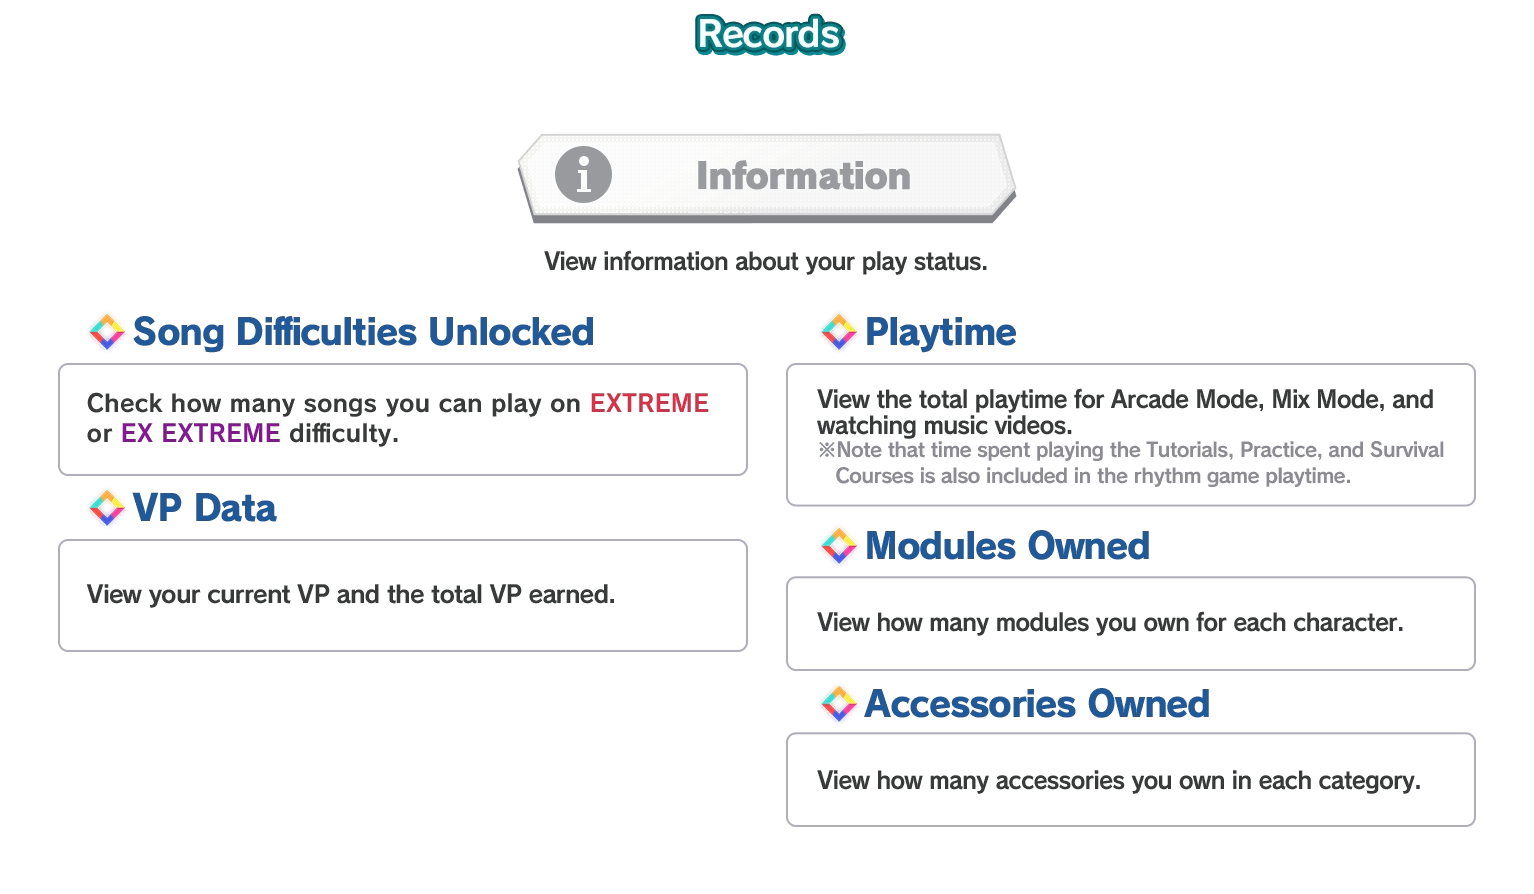 Records
Information
View information about your play status.
Song Difficulties Unlocked
Check how many songs you can play on EXTREME
or EX EXTREME difficulty.
VP Data
View your current VP and the total VP earned.
Playtime
View the total playtime for Arcade Mode, Mix Mode, and
watching music videos.
※Note that time spent playing the Tutorials, Practice, and Survival
Courses is also included in the rhythm game playtime.
Modules Owned
View how many modules you own for each character.
Accessories Owned
View how many accessories you own in each category.